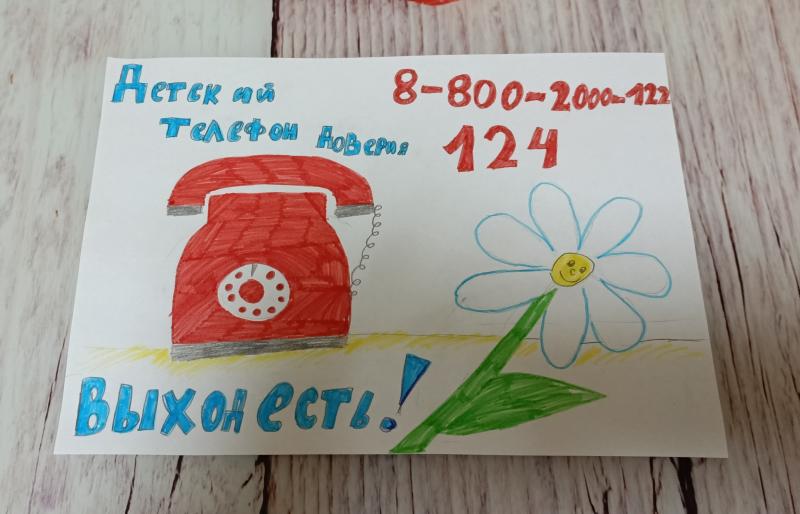 Детский 8-800-2000-122
телефон доверия 124
Выход есть!